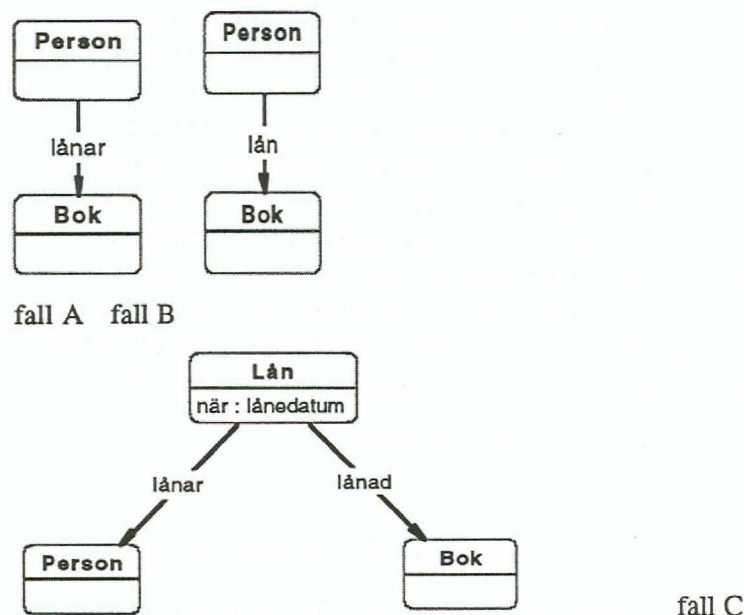 Person Person
lånar lån
Bok Bok
fall A fall B
Lån
när : lånedatum
lånar lånad
Person Bok
fall C